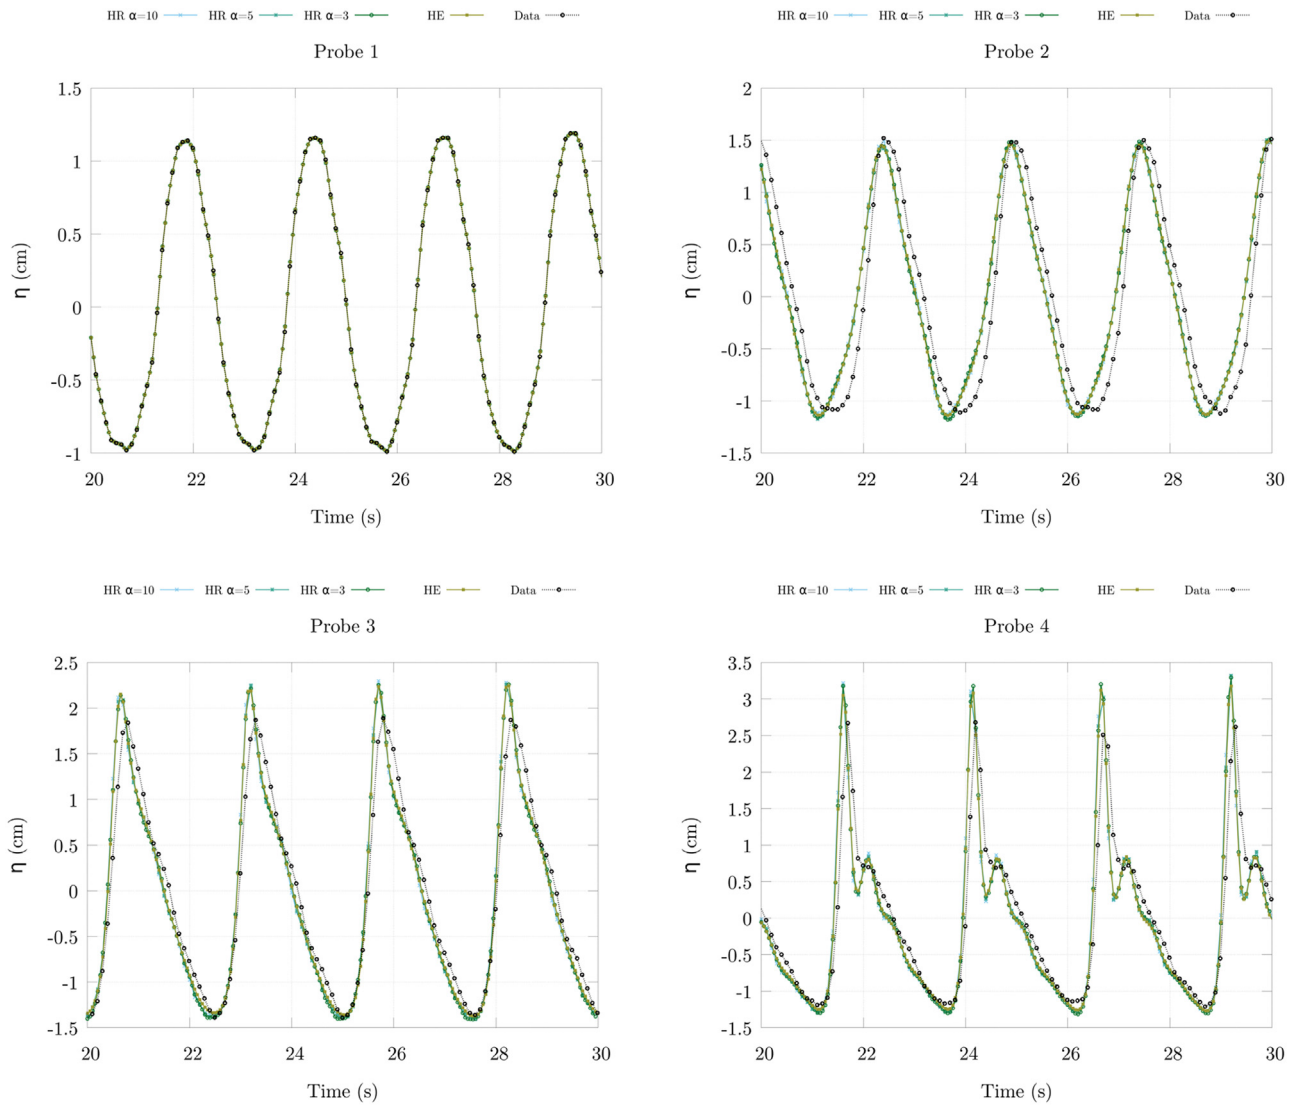 HR α=10 HR α=5 HR α=3 HE Data
Probe 1
1.5
1
0.5
0
-0.5
-1
20 22 24 26 28 30
η (cm)
Time (s)
HR α=10 HR α=5 HR α=3 HE Data
Probe 2
2
1.5
1
0.5
0
-0.5
-1
-1.5
20 22 24 26 28 30
η (cm)
Time (s)
HR α=10 HR α=5 HR α=3 HE Data
Probe 3
2.5
2
1.5
1
0.5
0
-0.5
-1
-1.5
20 22 24 26 28 30
η (cm)
Time (s)
HR α=10 HR α=5 HR α=3 HE Data
Probe 4
3.5
3
2.5
2
1.5
1
0.5
0
-0.5
-1
-1.5
20 22 24 26 28 30
η (cm)
Time (s)